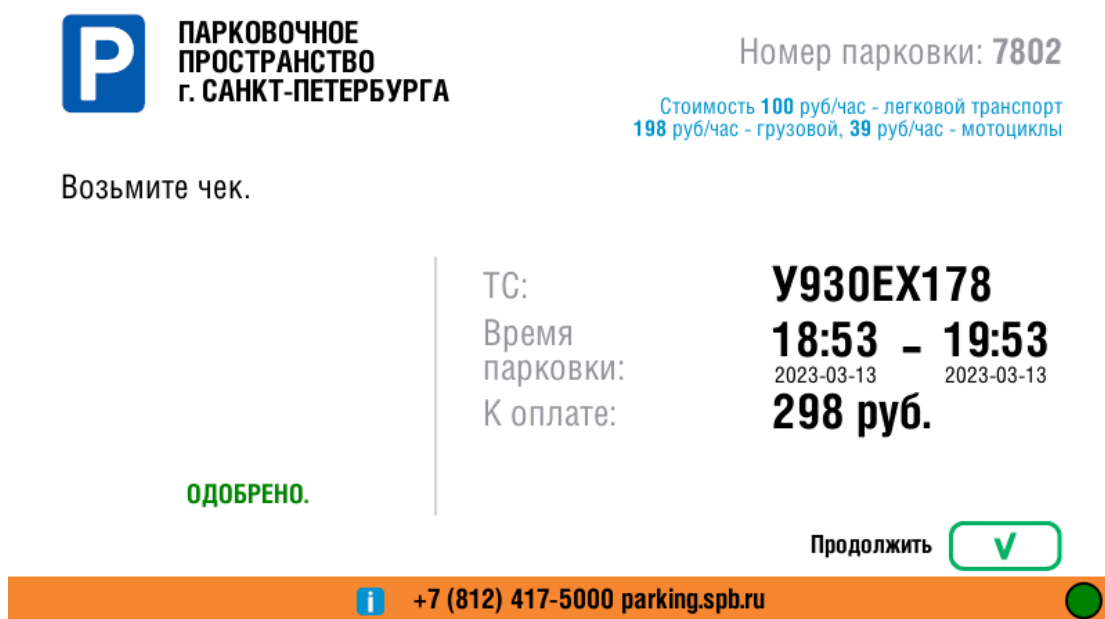 P
ПАРКОВОЧНОЕ
ПРОСТРАНСТВО
г. САНКТ-ПЕТЕРБУРГА
Номер парковки: 7802
Стоимость 100 руб/час - легковой транспорт
198 руб/час - грузовой, 39 руб/час - мотоциклы
Возьмите чек.
ТС: У930ЕХ178
Время
парковки: 18:53 - 19:53
2023-03-13 2023-03-13
К оплате: 298 руб.
ОДОБРЕНО.
Продолжить V
i +7 (812) 417-5000 parking.spb.ru